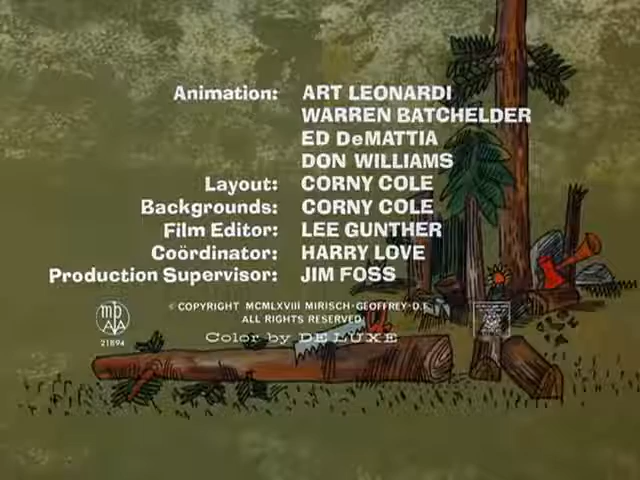 Animation: ART LEONARDI
WARREN BATCHELDER
ED DeMATTIA
DON WILLIAMS
Layout: CORNY COLE
Backgrounds: CORNY COLE
Film Editor: LEE GUNTHER
Coördinator: HARRY LOVE
Production Supervisor: JIM FOSS
© COPYRIGHT MCMLXVIII MIRISCH-GEOFFREY-D.F.
ALL RIGHTS RESERVED
Color by DE LUXE
21894